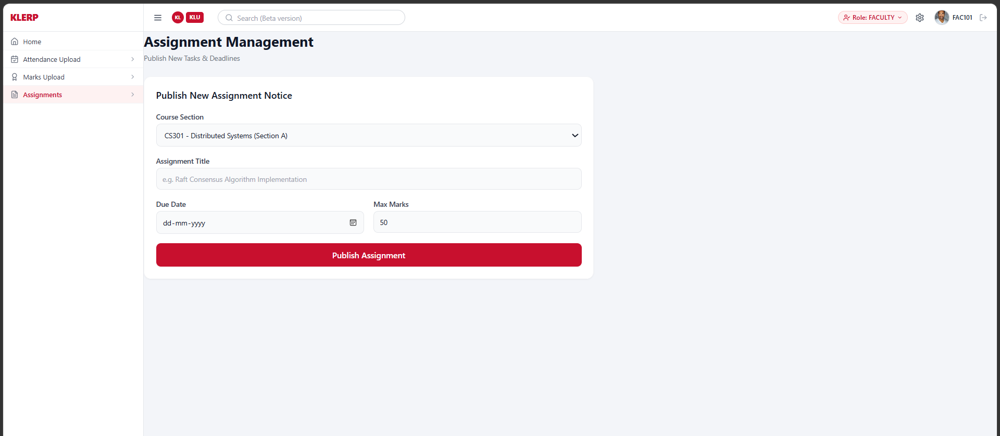 KLERP
KL KLU
Search (Beta version)
Role: FACULTY
FAC101
Home
Attendance Upload
Marks Upload
Assignments
Assignment Management
Publish New Tasks & Deadlines
Publish New Assignment Notice
Course Section
CS301 - Distributed Systems (Section A)
Assignment Title
e.g. Raft Consensus Algorithm Implementation
Due Date
dd-mm-yyyy
Max Marks
50
Publish Assignment